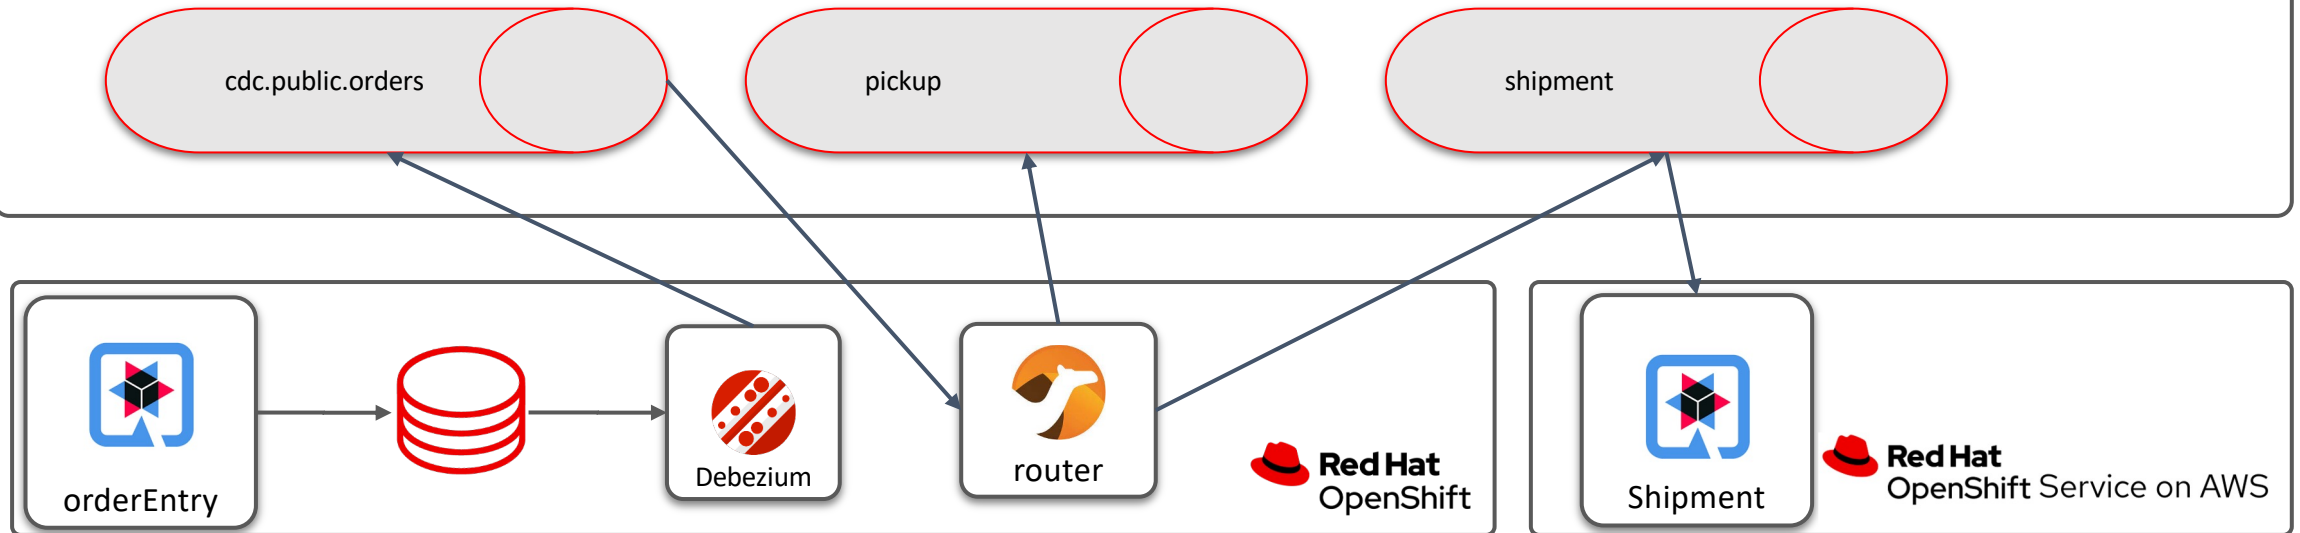 cdc.public.orders
pickup
shipment
orderEntry
Debezium
router
Red Hat
OpenShift
Shipment
Red Hat
OpenShift Service on AWS